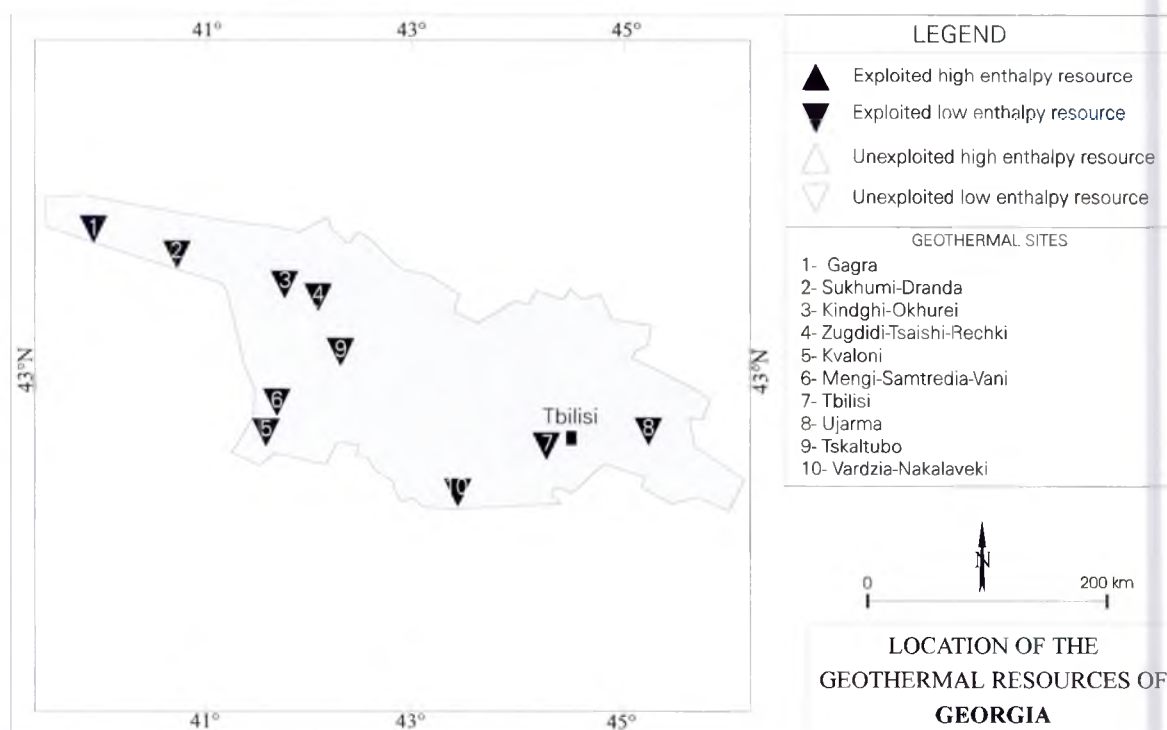 41°
43°
45°
43°N
43°N
1
2
3
4
9
6
5
Tbilisi
7
8
10
41°
43°
45°
LEGEND
Exploited high enthalpy resource
Exploited low enthalpy resource
Unexploited high enthalpy resource
Unexploited low enthalpy resource
GEOTHERMAL SITES
1- Gagra
2- Sukhumi-Dranda
3- Kindghi-Okhurei
4- Zugdidi-Tsaishi-Rechki
5- Kvaloni
6- Mengi-Samtredia-Vani
7- Tbilisi
8- Ujarma
9- Tskaltubo
10- Vardzia-Nakalaveki
N
0 200 km
LOCATION OF THE
GEOTHERMAL RESOURCES OF
GEORGIA